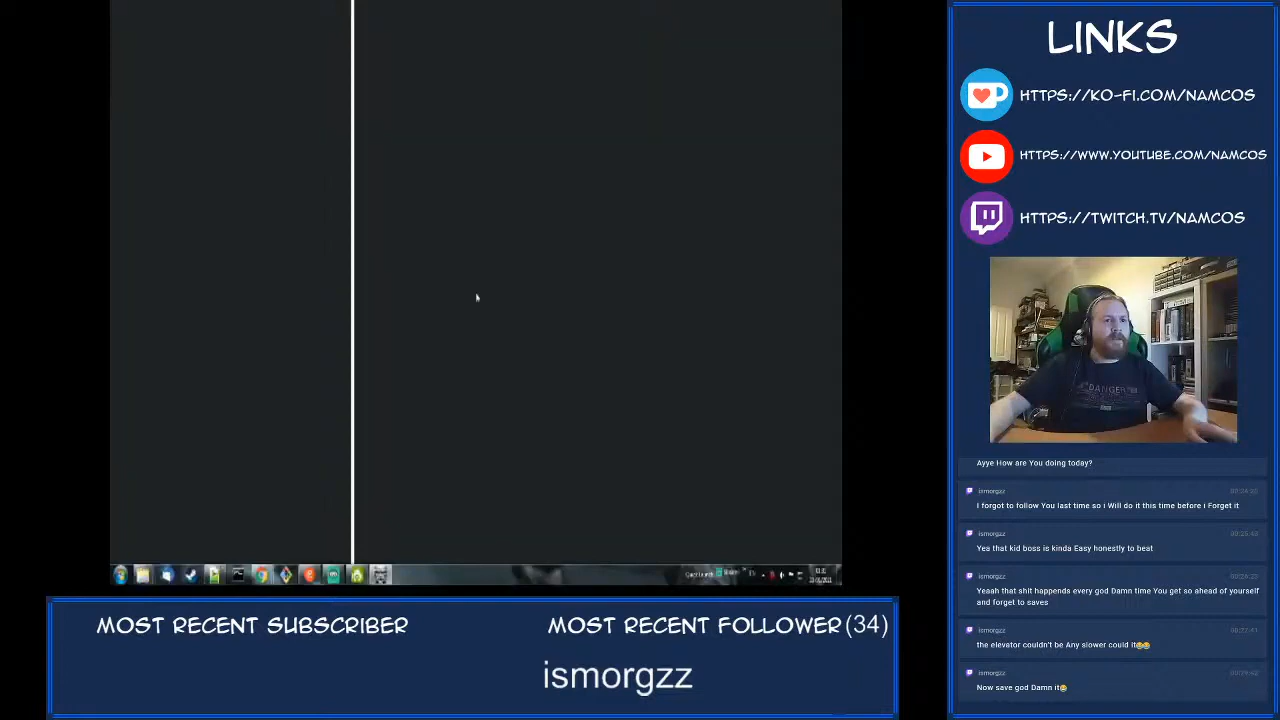 LINKS
HTTPS://KO-FI.COM/NAMCOS
HTTPS://WWW.YOUTUBE.COM/NAMCOS
HTTPS://TWITCH.TV/NAMCOS
DANGER
Ayye How are You doing today?
ismorgzz
I forgot to follow You last time so i Will do it this time before i Forget it
ismorgzz
Yea that kid boss is kinda Easy honestly to beat
ismorgzz
Yeaah that shit happends every god Damn time You get so ahead of yourself
and forget to saves
ismorgzz
the elevator couldn't be Any slower could it😂😂
ismorgzz
Now save god Damn it😂
MOST RECENT SUBSCRIBER
MOST RECENT FOLLOWER (34)
ismorgzz